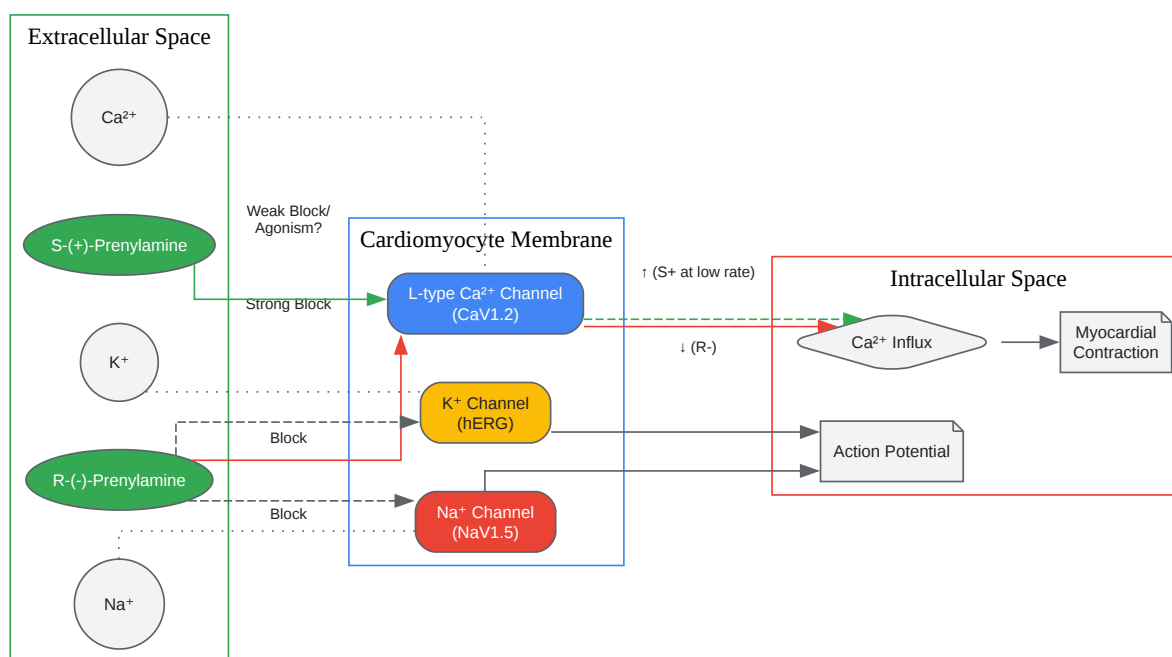 Extracellular Space
Ca²⁺
S-(+)-Prenylamine
K⁺
R-(-)-Prenylamine
Na⁺
Weak Block/
Agonism?
Strong Block
Block
Block
Cardiomyocyte Membrane
L-type Ca²⁺ Channel
(CaV1.2)
K⁺ Channel
(hERG)
Na⁺ Channel
(NaV1.5)
↑ (S+ at low rate)
↓ (R-)
Intracellular Space
Ca²⁺ Influx
Myocardial
Contraction
Action Potential